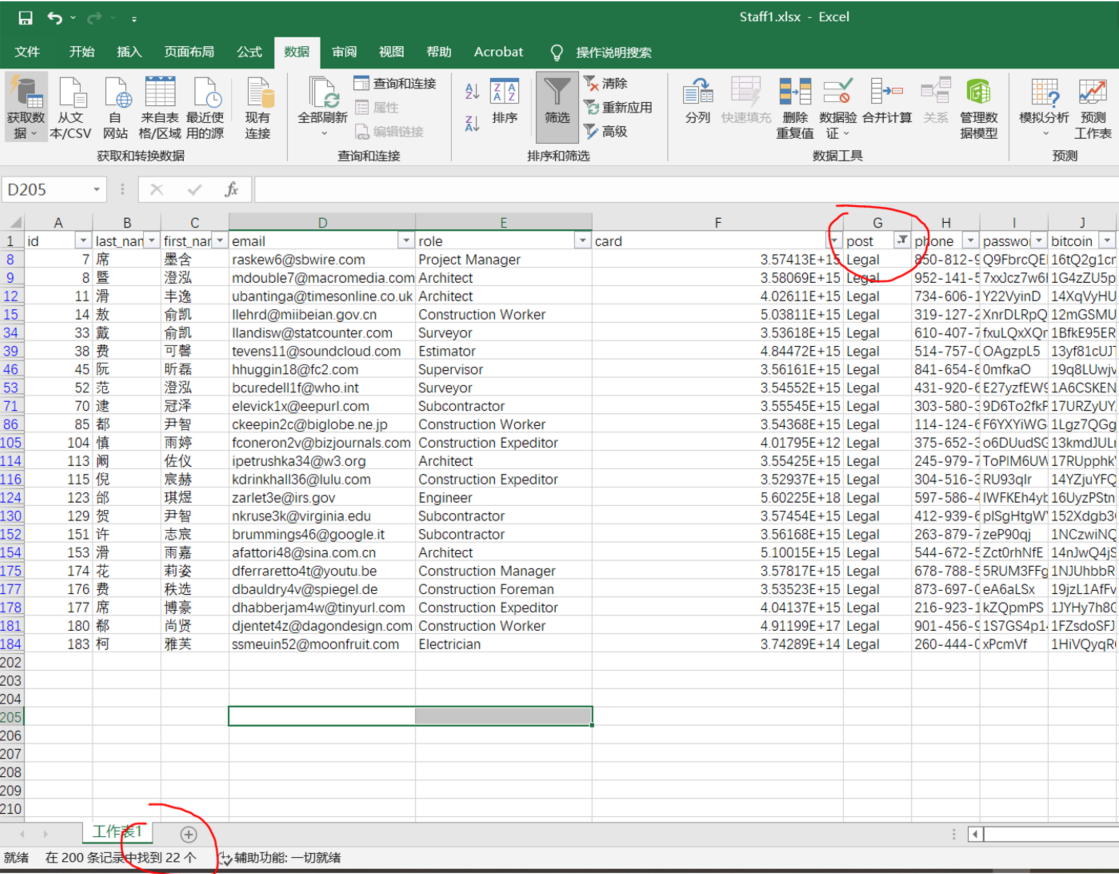 Staff1.xlsx - Excel
文件 开始 插入 页面布局 公式 数据 审阅 视图 帮助 Acrobat 操作说明搜索
获取数据 从文本/CSV 自网站 来自表格/区域 最近使用的源 现有连接
获取和转换数据
全部刷新 查询和连接 属性 编辑链接
查询和连接
排序 筛选 清除 重新应用 高级
排序和筛选
分列 快速填充 删除重复值 数据验证 合并计算 关系 管理数据模型
数据工具
模拟分析 预测工作表
预测
D205 fx
A B C D E F G H I J
1 id last_nam first_nar email role card post phone passwo bitcoin
8 7 席 墨含 raskew6@sbwire.com Project Manager 3.57413E+15 Legal 850-812-9 Q9FbrcQE 16tQ2g1cr
9 8 暨 澄泓 mdouble7@macromedia.com Architect 3.58069E+15 Legal 952-141-5 7xxJcz7w6 1G4ZZU5p
12 11 滑 丰逸 ubantinga@timesonline.co.uk Architect 4.02611E+15 Legal 734-606-1 Y22VyinD 14XqVyHU
15 14 敖 俞凯 llehrd@miibeian.gov.cn Construction Worker 5.03811E+15 Legal 319-127-2 XnrDLRpQ 12mGSMU
34 33 戴 俞凯 llandisw@statcounter.com Surveyor 3.53618E+15 Legal 610-407-7 fxuLQxXQr 1BfkE95ER
39 38 费 可馨 tevens11@soundcloud.com Estimator 4.84472E+15 Legal 514-757-0 OAgzpL5 13yf81cUJ
46 45 阮 昕磊 hhuggin18@fc2.com Supervisor 3.56161E+15 Legal 841-654-8 0mfkaO 19q8LUwjv
53 52 范 澄泓 bcuredell1f@who.int Surveyor 3.54552E+15 Legal 431-920-6 E27yzfEW9 1A6CSKEN
71 70 逮 冠泽 elevick1x@eepurl.com Subcontractor 3.55545E+15 Legal 303-580-3 9D6To2fkF 17URZyUY
86 85 都 尹智 ckeepin2c@biglobe.ne.jp Construction Worker 3.54368E+15 Legal 114-124-6 F6YXYiWG 1Lgz7QGg
105 104 慎 雨婷 fconeron2v@bizjournals.com Construction Expeditor 4.01795E+12 Legal 375-652-3 o6DUudSG 13kmdJUL
114 113 阚 佐仪 ipetrushka34@w3.org Architect 3.55425E+15 Legal 245-979-7 ToPIM6UW 17RUpphk
116 115 倪 宸赫 kdrinkhall36@lulu.com Construction Expeditor 3.52937E+15 Legal 304-516-3 RU93qIr 14YZjuYFQ
124 123 邰 琪煜 zarlet3e@irs.gov Engineer 5.60225E+18 Legal 597-586-4 IWFKEh4yb 16UyzPStn
130 129 贺 尹智 nkruse3k@virginia.edu Subcontractor 3.57454E+15 Legal 412-939-6 plSgHtgW 152Xdgb3
152 151 许 志宸 brummings46@google.it Subcontractor 3.56168E+15 Legal 263-879-7 zeP90qj 1NCzwiNQ
154 153 滑 雨嘉 afattori48@sina.com.cn Architect 5.10015E+15 Legal 544-672-5 Zct0rhNfE 14nJwQ4jS
175 174 花 莉姿 dferraretto4t@youtu.be Construction Manager 3.57817E+15 Legal 678-788-5 5RUM3FFg 1NJUhbbR
177 176 费 秩选 dbauldry4v@spiegel.de Construction Foreman 3.53523E+15 Legal 873-697-0 eA6aLSx 19jzL1AfFv
178 177 席 博豪 dhabberjam4w@tinyurl.com Construction Expeditor 4.04137E+15 Legal 216-923-1 kZQpmPS 1JYHy7h8
181 180 郗 尚贤 djentet4z@dagondesign.com Construction Worker 4.91199E+17 Legal 901-456-9 1S7GS4p14 1FZsdoSFJ
184 183 柯 雅芙 ssmeuin52@moonfruit.com Electrician 3.74289E+14 Legal 260-444-0 xPcmVf 1HiVQyqR
202
203
204
205
206
207
208
209
210
工作表1
就绪 在 200 条记录中找到 22 个 辅助功能: 一切就绪